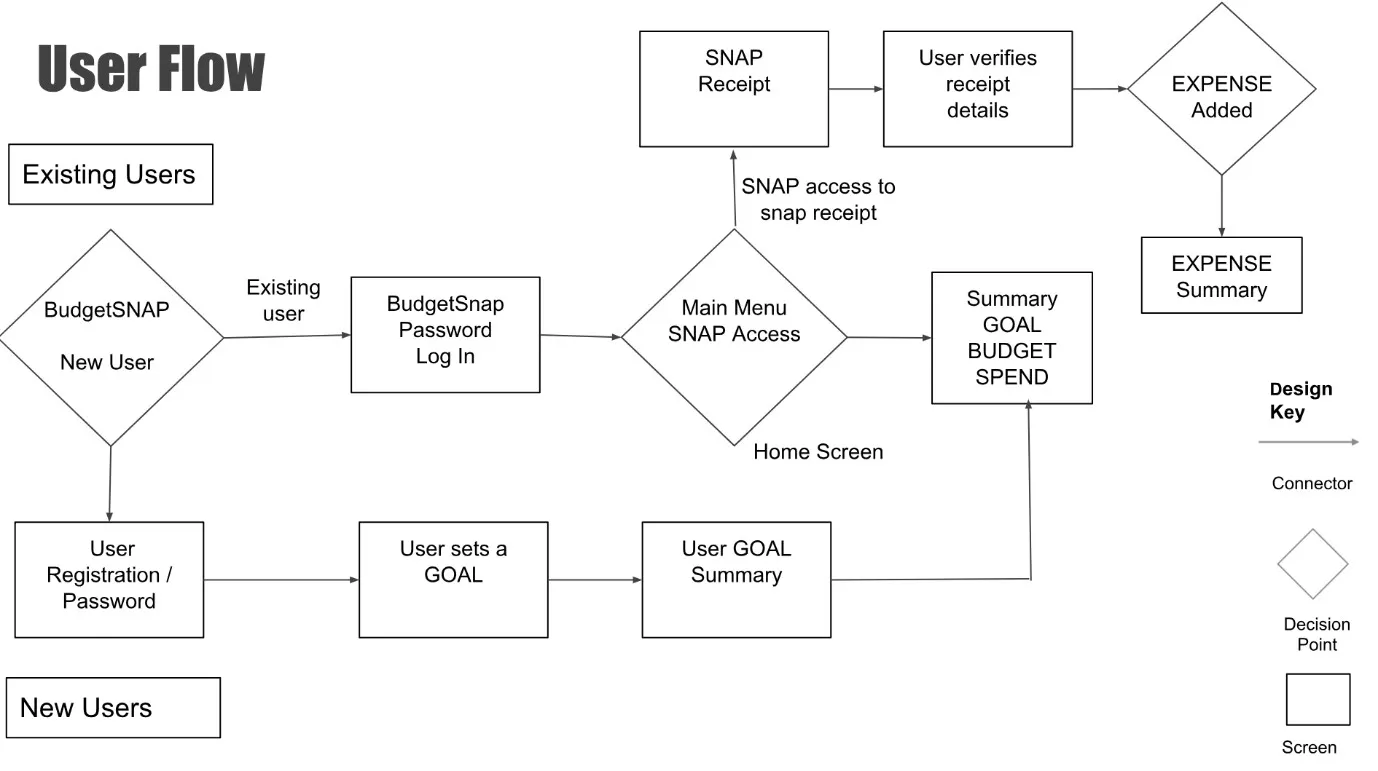 User Flow
SNAP
Receipt
User verifies
receipt
details
EXPENSE
Added
Existing Users
SNAP access to
snap receipt
EXPENSE
Summary
BudgetSNAP
New User
Existing
user
BudgetSnap
Password
Log In
Main Menu
SNAP Access
Summary
GOAL
BUDGET
SPEND
Home Screen
Design
Key
Connector
User
Registration /
Password
User sets a
GOAL
User GOAL
Summary
Decision
Point
New Users
Screen